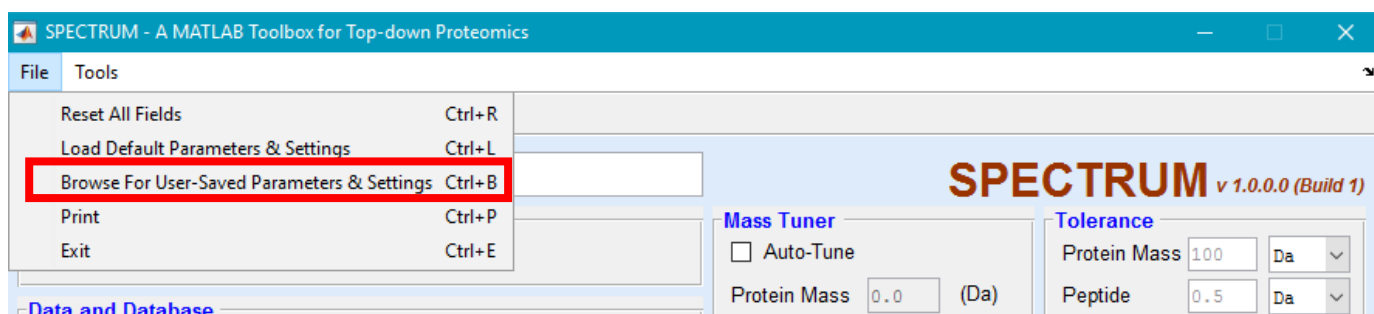 SPECTRUM - A MATLAB Toolbox for Top-down Proteomics
File Tools
Reset All Fields Ctrl+R
Load Default Parameters & Settings Ctrl+L
Browse For User-Saved Parameters & Settings Ctrl+B
Print Ctrl+P
Exit Ctrl+E
SPECTRUM v 1.0.0.0 (Build 1)
Mass Tuner
Auto-Tune
Protein Mass 0.0 (Da)
Tolerance
Protein Mass 100 Da
Peptide 0.5 Da
Data and Database